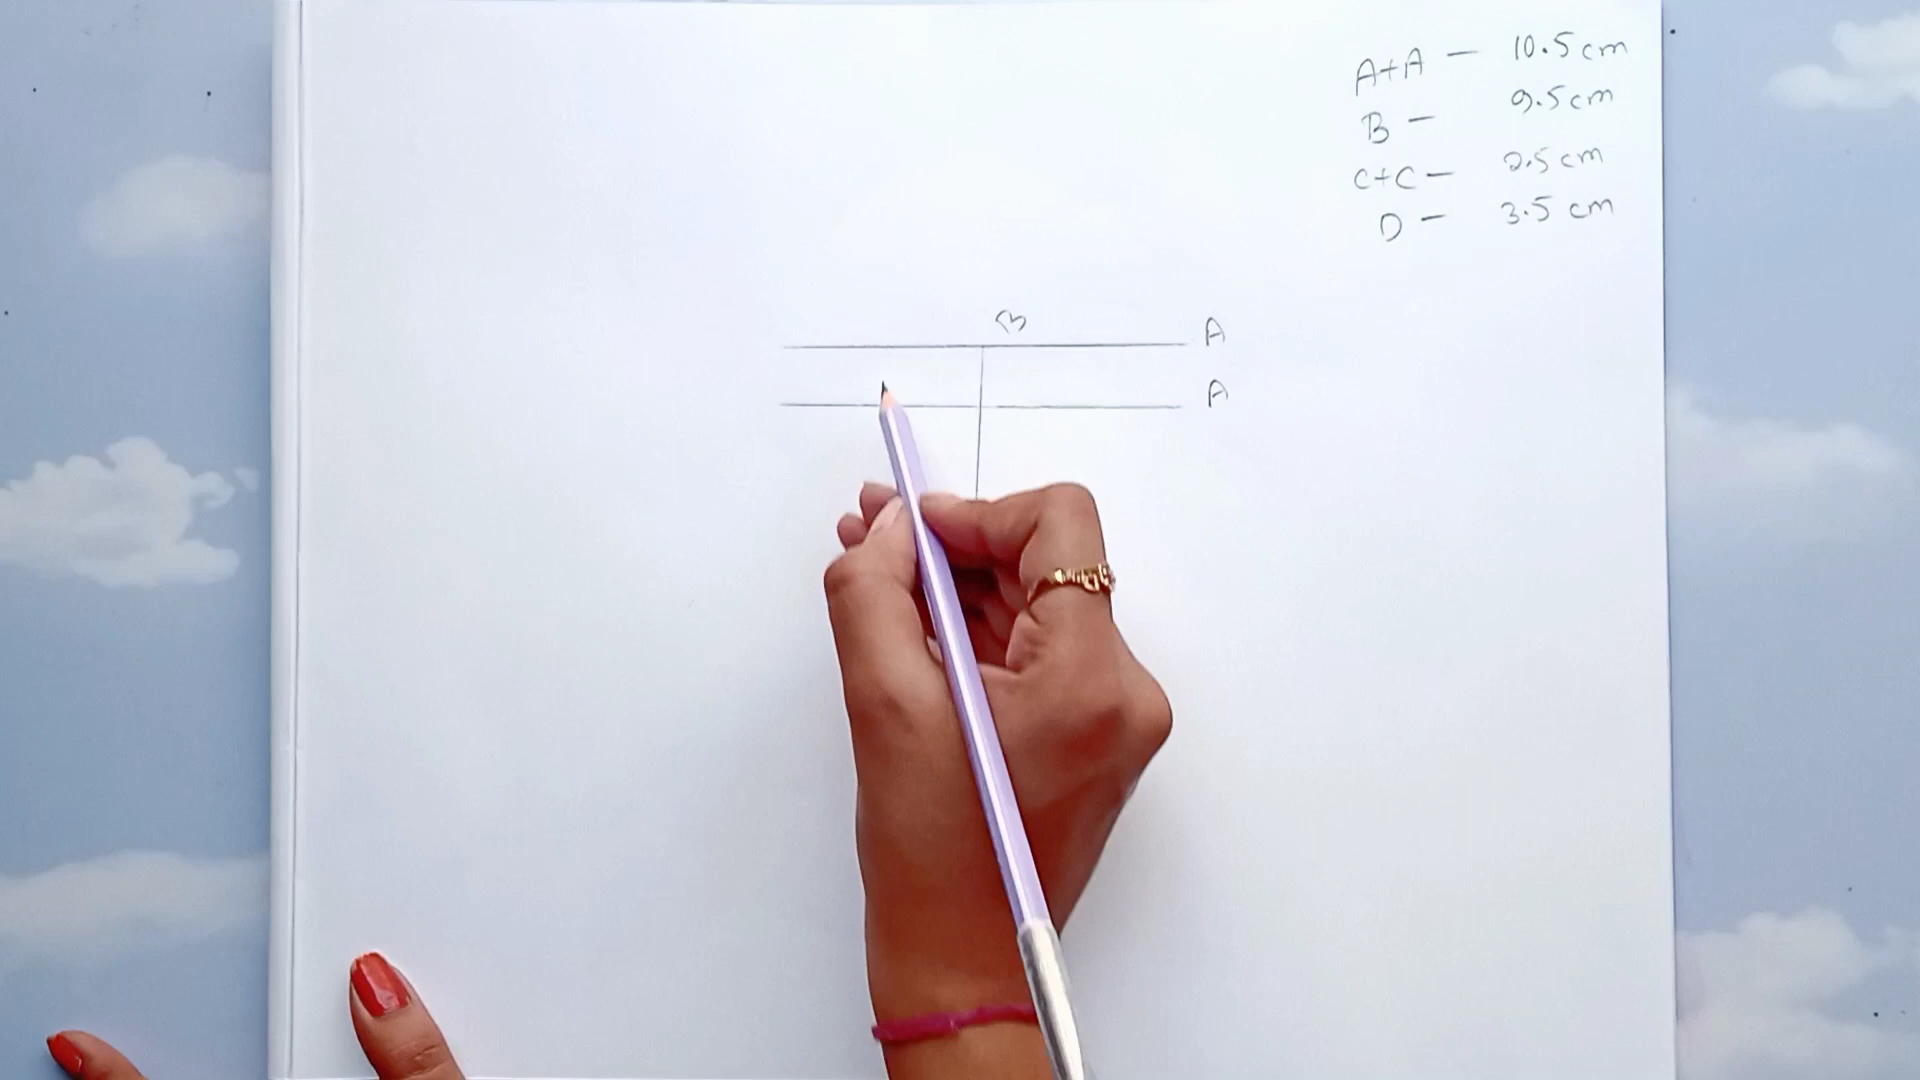 A+A — 10.5 cm
B — 9.5 cm
C+C — 2.5 cm
D — 3.5 cm
B
A
A